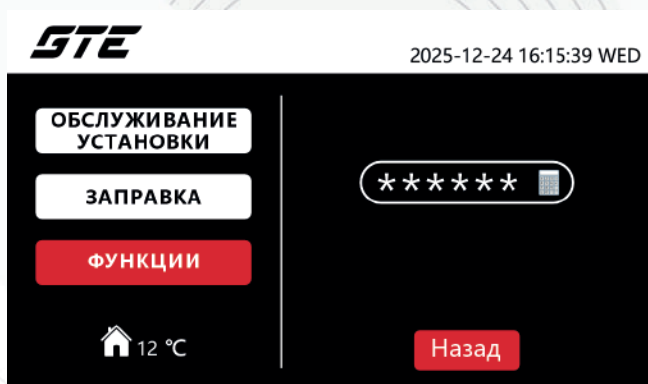 GTE
2025-12-24 16:15:39 WED
ОБСЛУЖИВАНИЕ
УСТАНОВКИ
ЗАПРАВКА
ФУНКЦИИ
12 °C
******
Назад